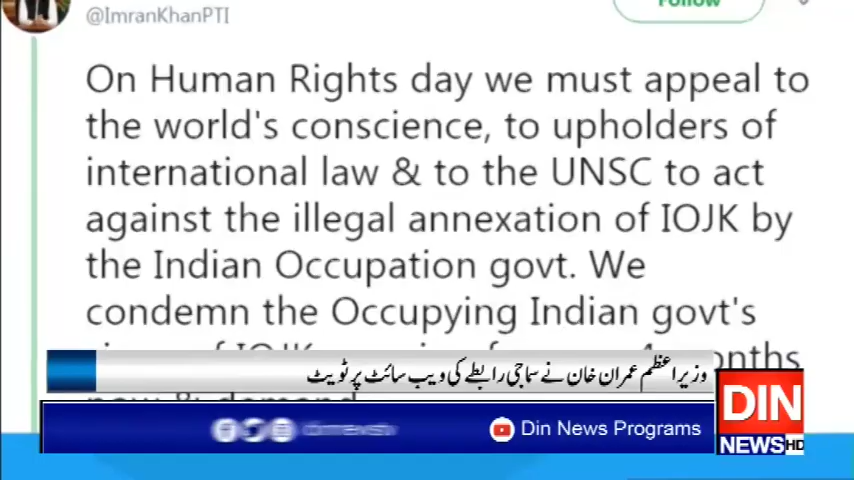 @ImranKhanPTI
Follow
On Human Rights day we must appeal to
the world's conscience, to upholders of
international law & to the UNSC to act
against the illegal annexation of IOJK by
the Indian Occupation govt. We
condemn the Occupying Indian govt's
وزیراعظم عمران خان نے سماجی رابطے کی ویب سائٹ پر ٹویٹ
Din News Programs
DIN
NEWS HD